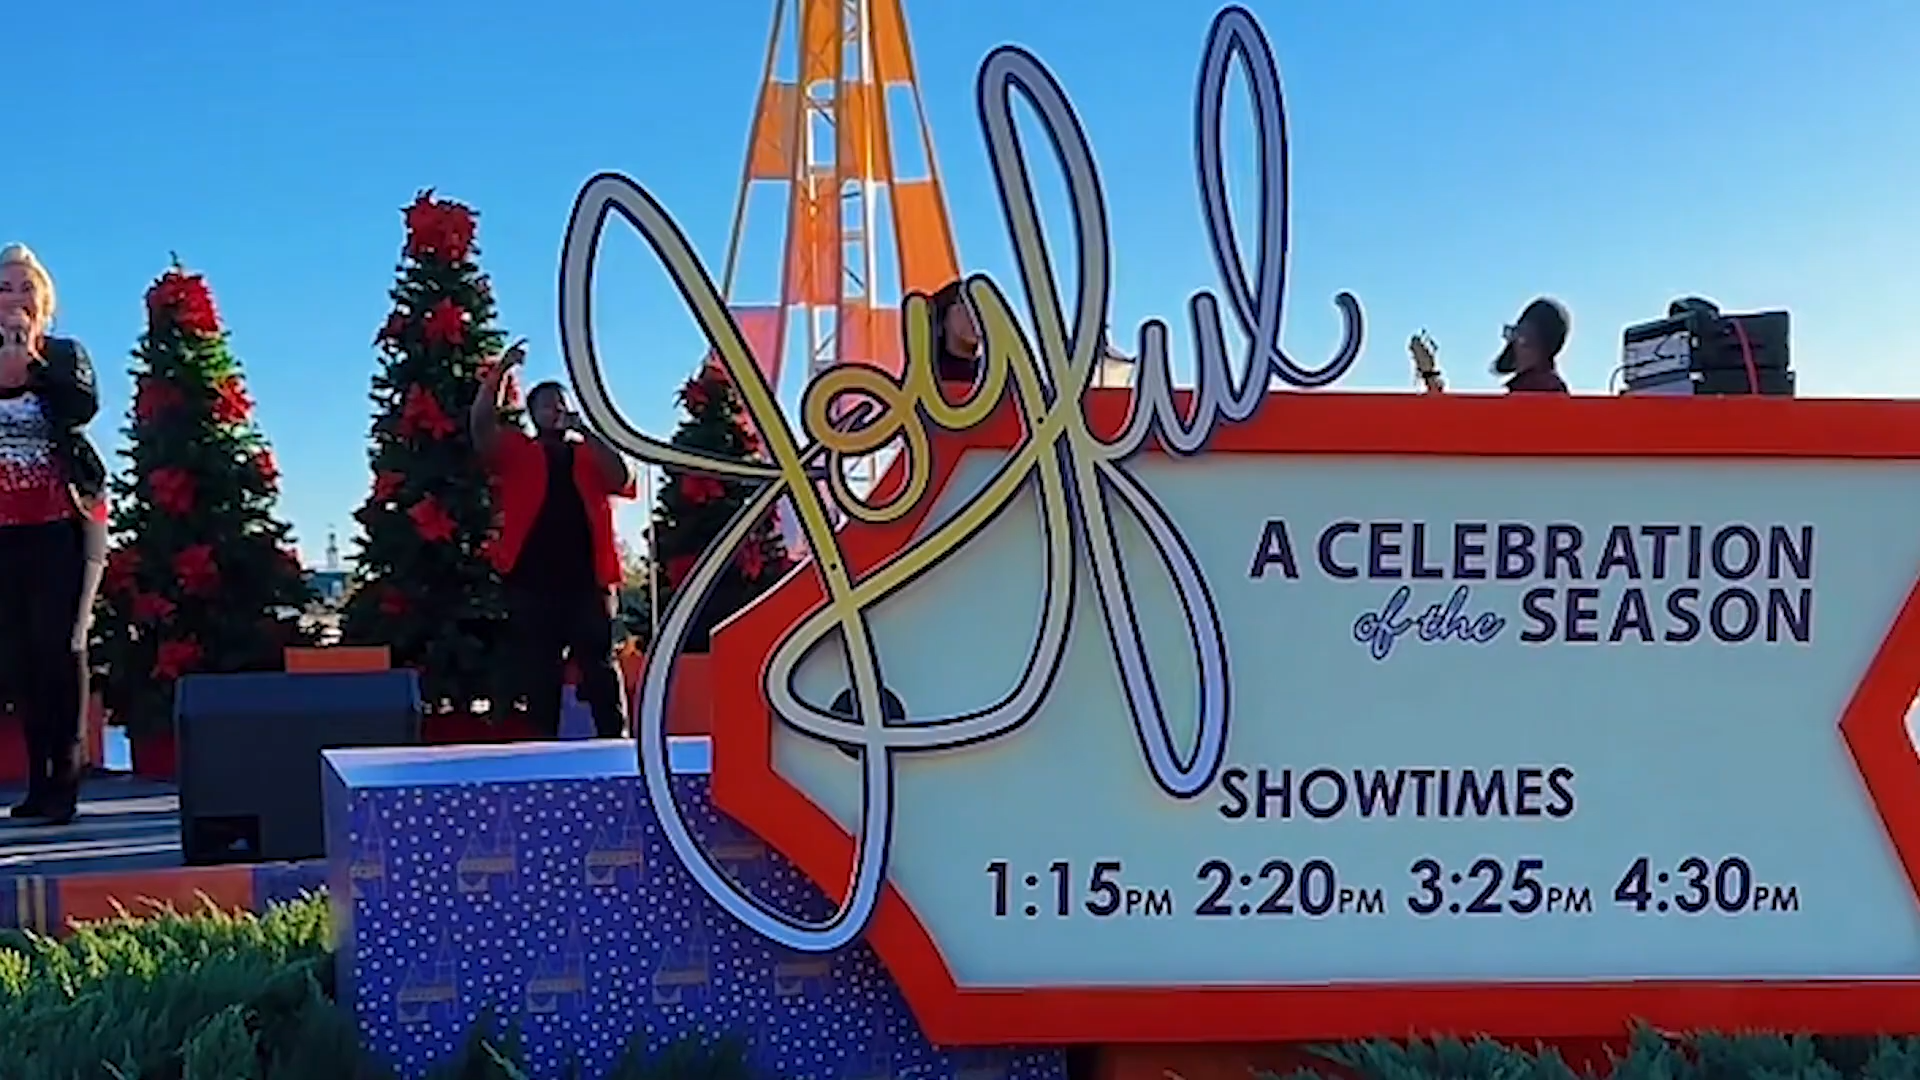 Joyful
A CELEBRATION
of the SEASON
SHOWTIMES
1:15PM 2:20PM 3:25PM 4:30PM